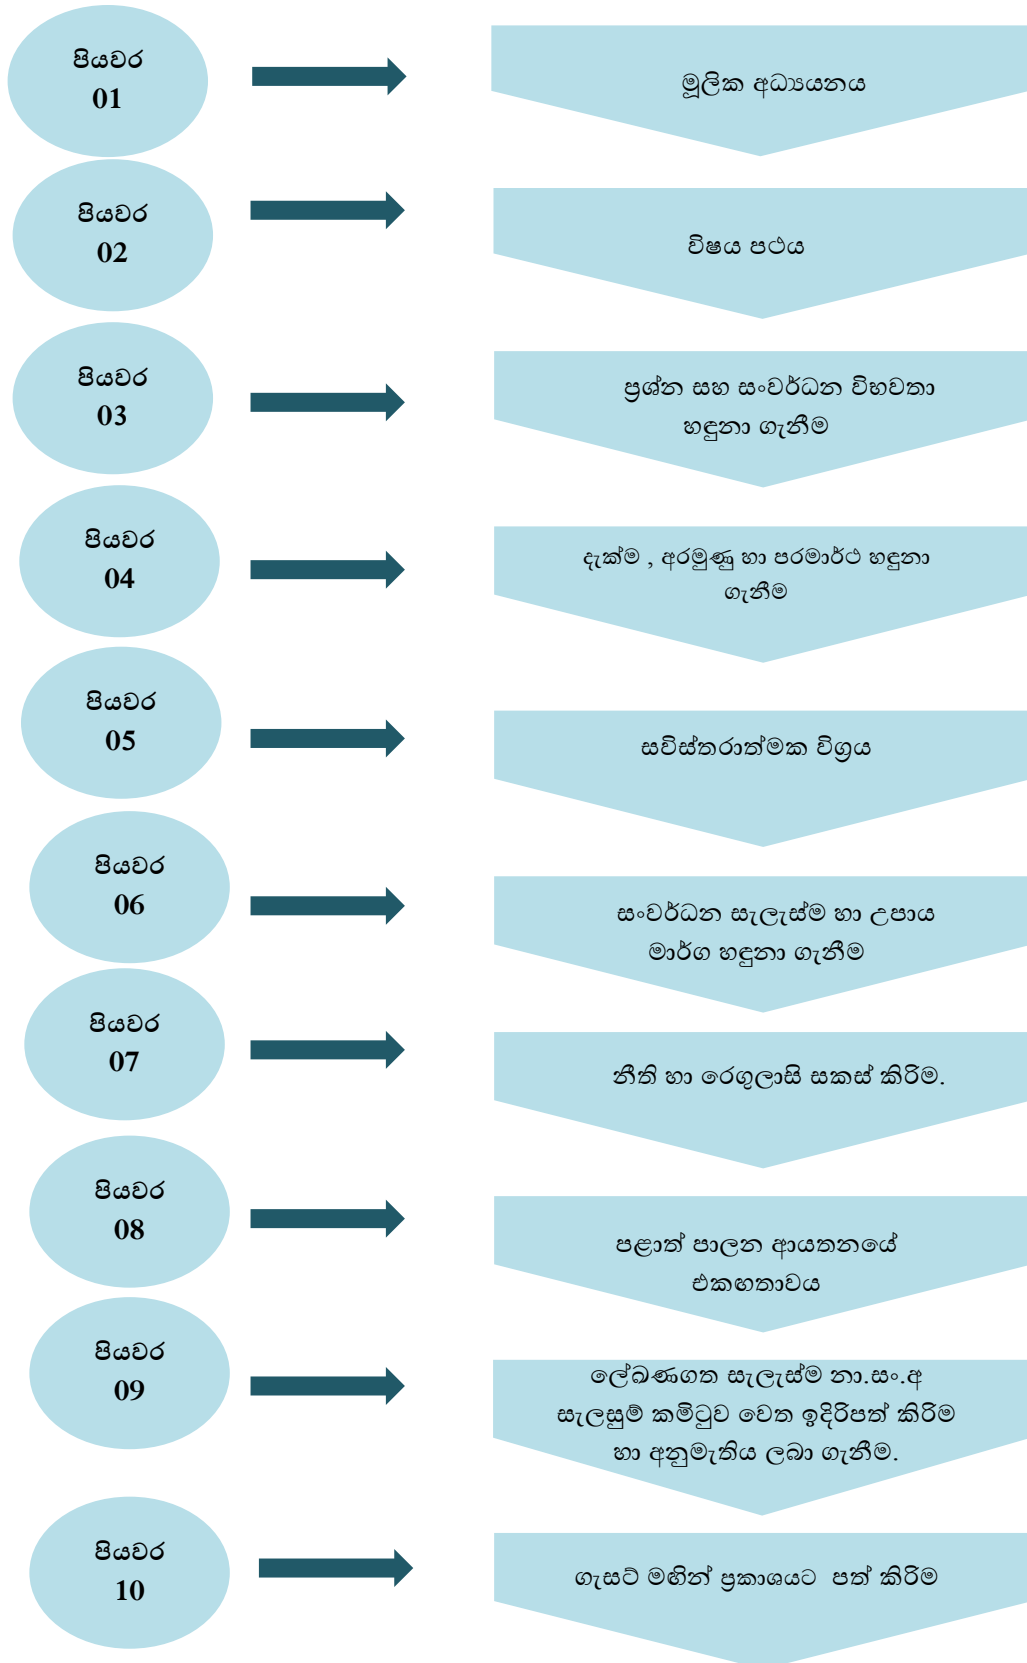 පියවර
01
මූලික අධ්‍යයනය
පියවර
02
විෂය පථය
පියවර
03
ප්‍රශ්න සහ සංවර්ධන විභවතා
හඳුනා ගැනීම
පියවර
04
දැක්ම , අරමුණු හා පරමාර්ථ හඳුනා
ගැනීම
පියවර
05
සවිස්තරාත්මක විග්‍රය
පියවර
06
සංවර්ධන සැලැස්ම හා උපාය
මාර්ග හඳුනා ගැනීම
පියවර
07
නීති හා රෙගුලාසි සකස් කිරිම.
පියවර
08
පළාත් පාලන ආයතනයේ
එකඟතාවය
පියවර
09
ලේඛණගත සැලැස්ම නා.සං.අ
සැලසුම් කමිටුව වෙත ඉදිරිපත් කිරිම
හා අනුමැතිය ලබා ගැනීම.
පියවර
10
ගැසට් මඟින් ප්‍රකාශයට පත් කිරිම